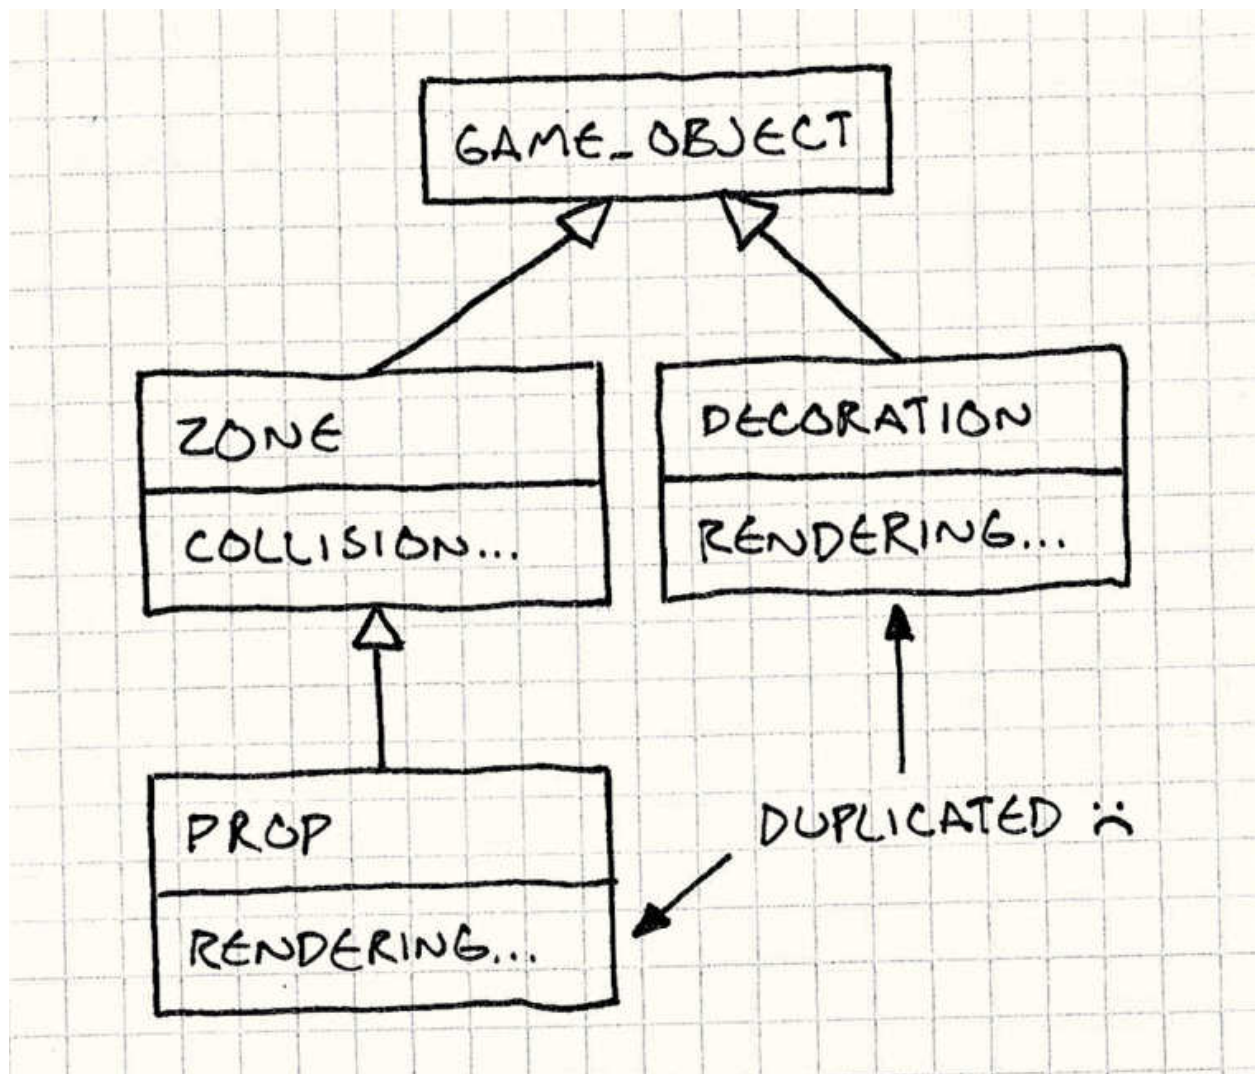 GAME_OBJECT
ZONE
COLLISION...
DECORATION
RENDERING...
PROP
RENDERING...
DUPLICATED :(